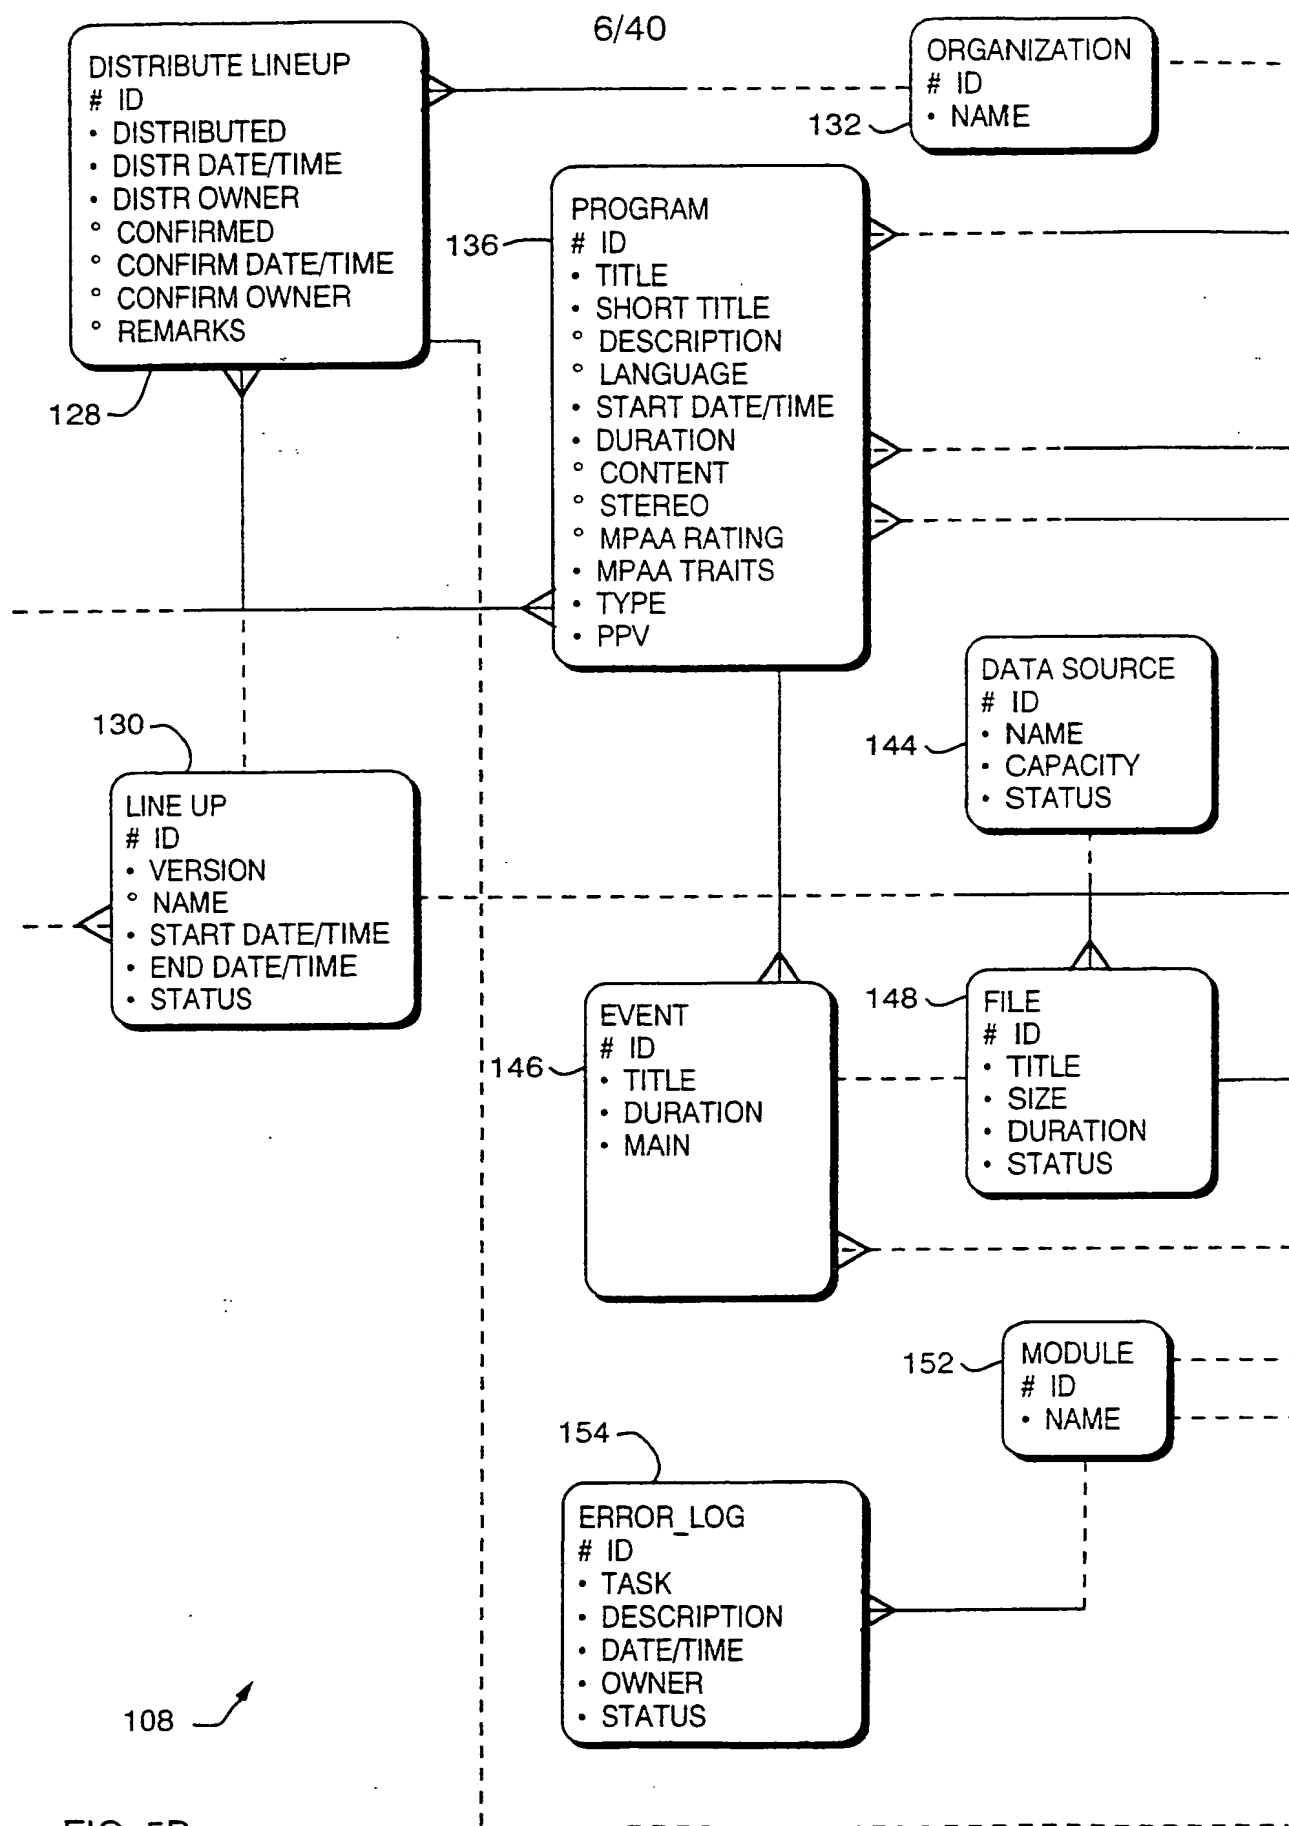 6/40
DISTRIBUTE LINEUP
# ID
• DISTRIBUTED
• DISTR DATE/TIME
• DISTR OWNER
° CONFIRMED
° CONFIRM DATE/TIME
° CONFIRM OWNER
° REMARKS
128
ORGANIZATION
# ID
• NAME
132
PROGRAM
# ID
• TITLE
• SHORT TITLE
° DESCRIPTION
° LANGUAGE
• START DATE/TIME
• DURATION
° CONTENT
° STEREO
° MPAA RATING
• MPAA TRAITS
• TYPE
• PPV
136
130
LINE UP
# ID
• VERSION
° NAME
• START DATE/TIME
• END DATE/TIME
• STATUS
DATA SOURCE
# ID
• NAME
• CAPACITY
• STATUS
144
EVENT
# ID
• TITLE
• DURATION
• MAIN
146
148
FILE
# ID
• TITLE
• SIZE
• DURATION
• STATUS
152
MODULE
# ID
• NAME
154
ERROR_LOG
# ID
• TASK
• DESCRIPTION
• DATE/TIME
• OWNER
• STATUS
108